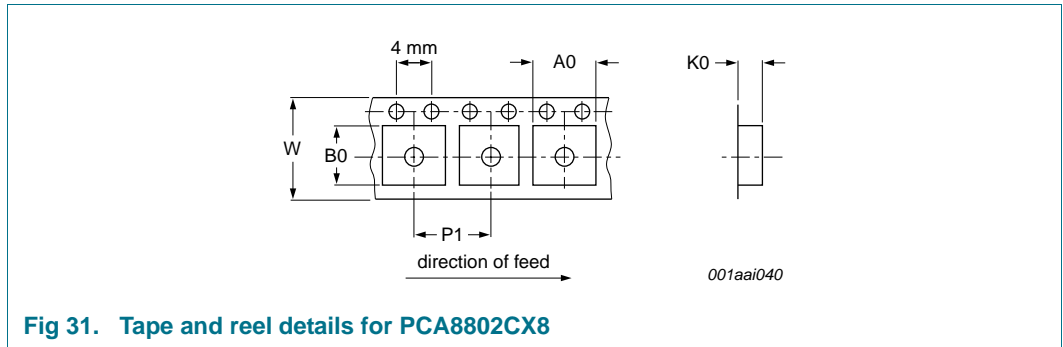 4 mm
A0
K0
W
B0
P1
direction of feed
001aai040
Fig 31. Tape and reel details for PCA8802CX8